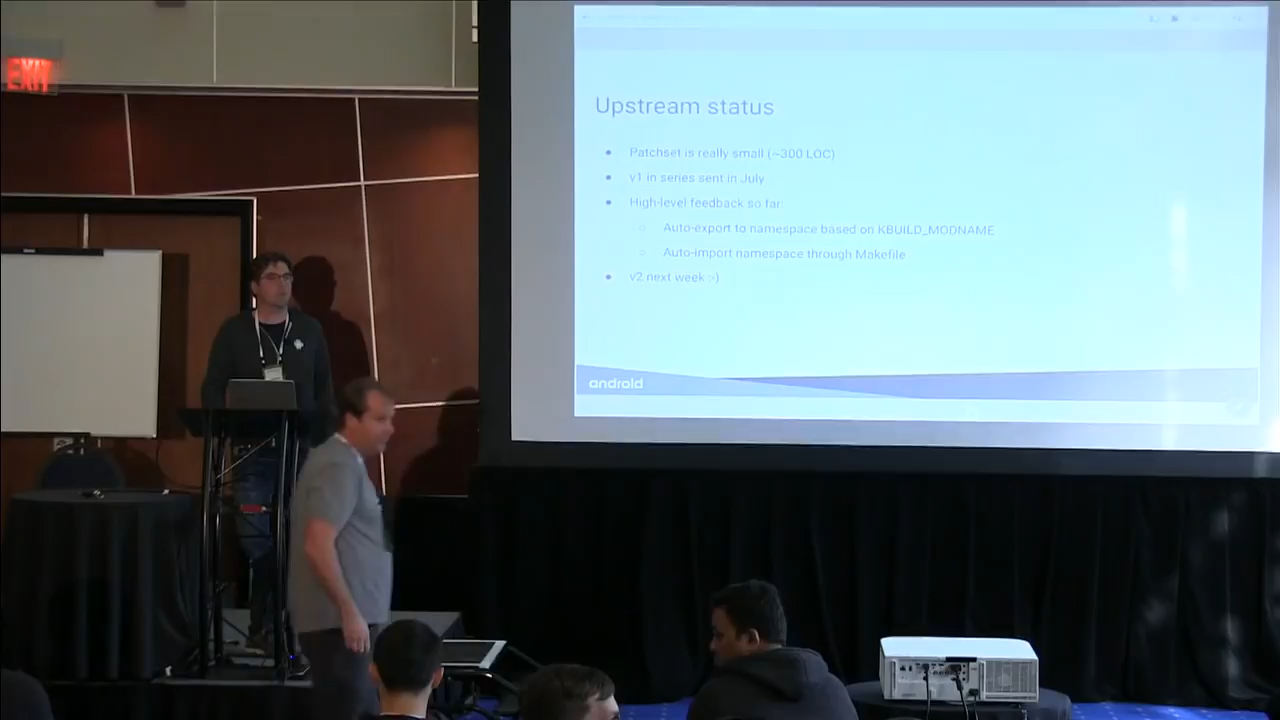 EXIT
Upstream status
Patchset is really small (~300 LOC)
v1 in series sent in July
High-level feedback so far:
Auto-export to namespace based on KBUILD_MODNAME
Auto-import namespace through Makefile
v2 next week :-)
android